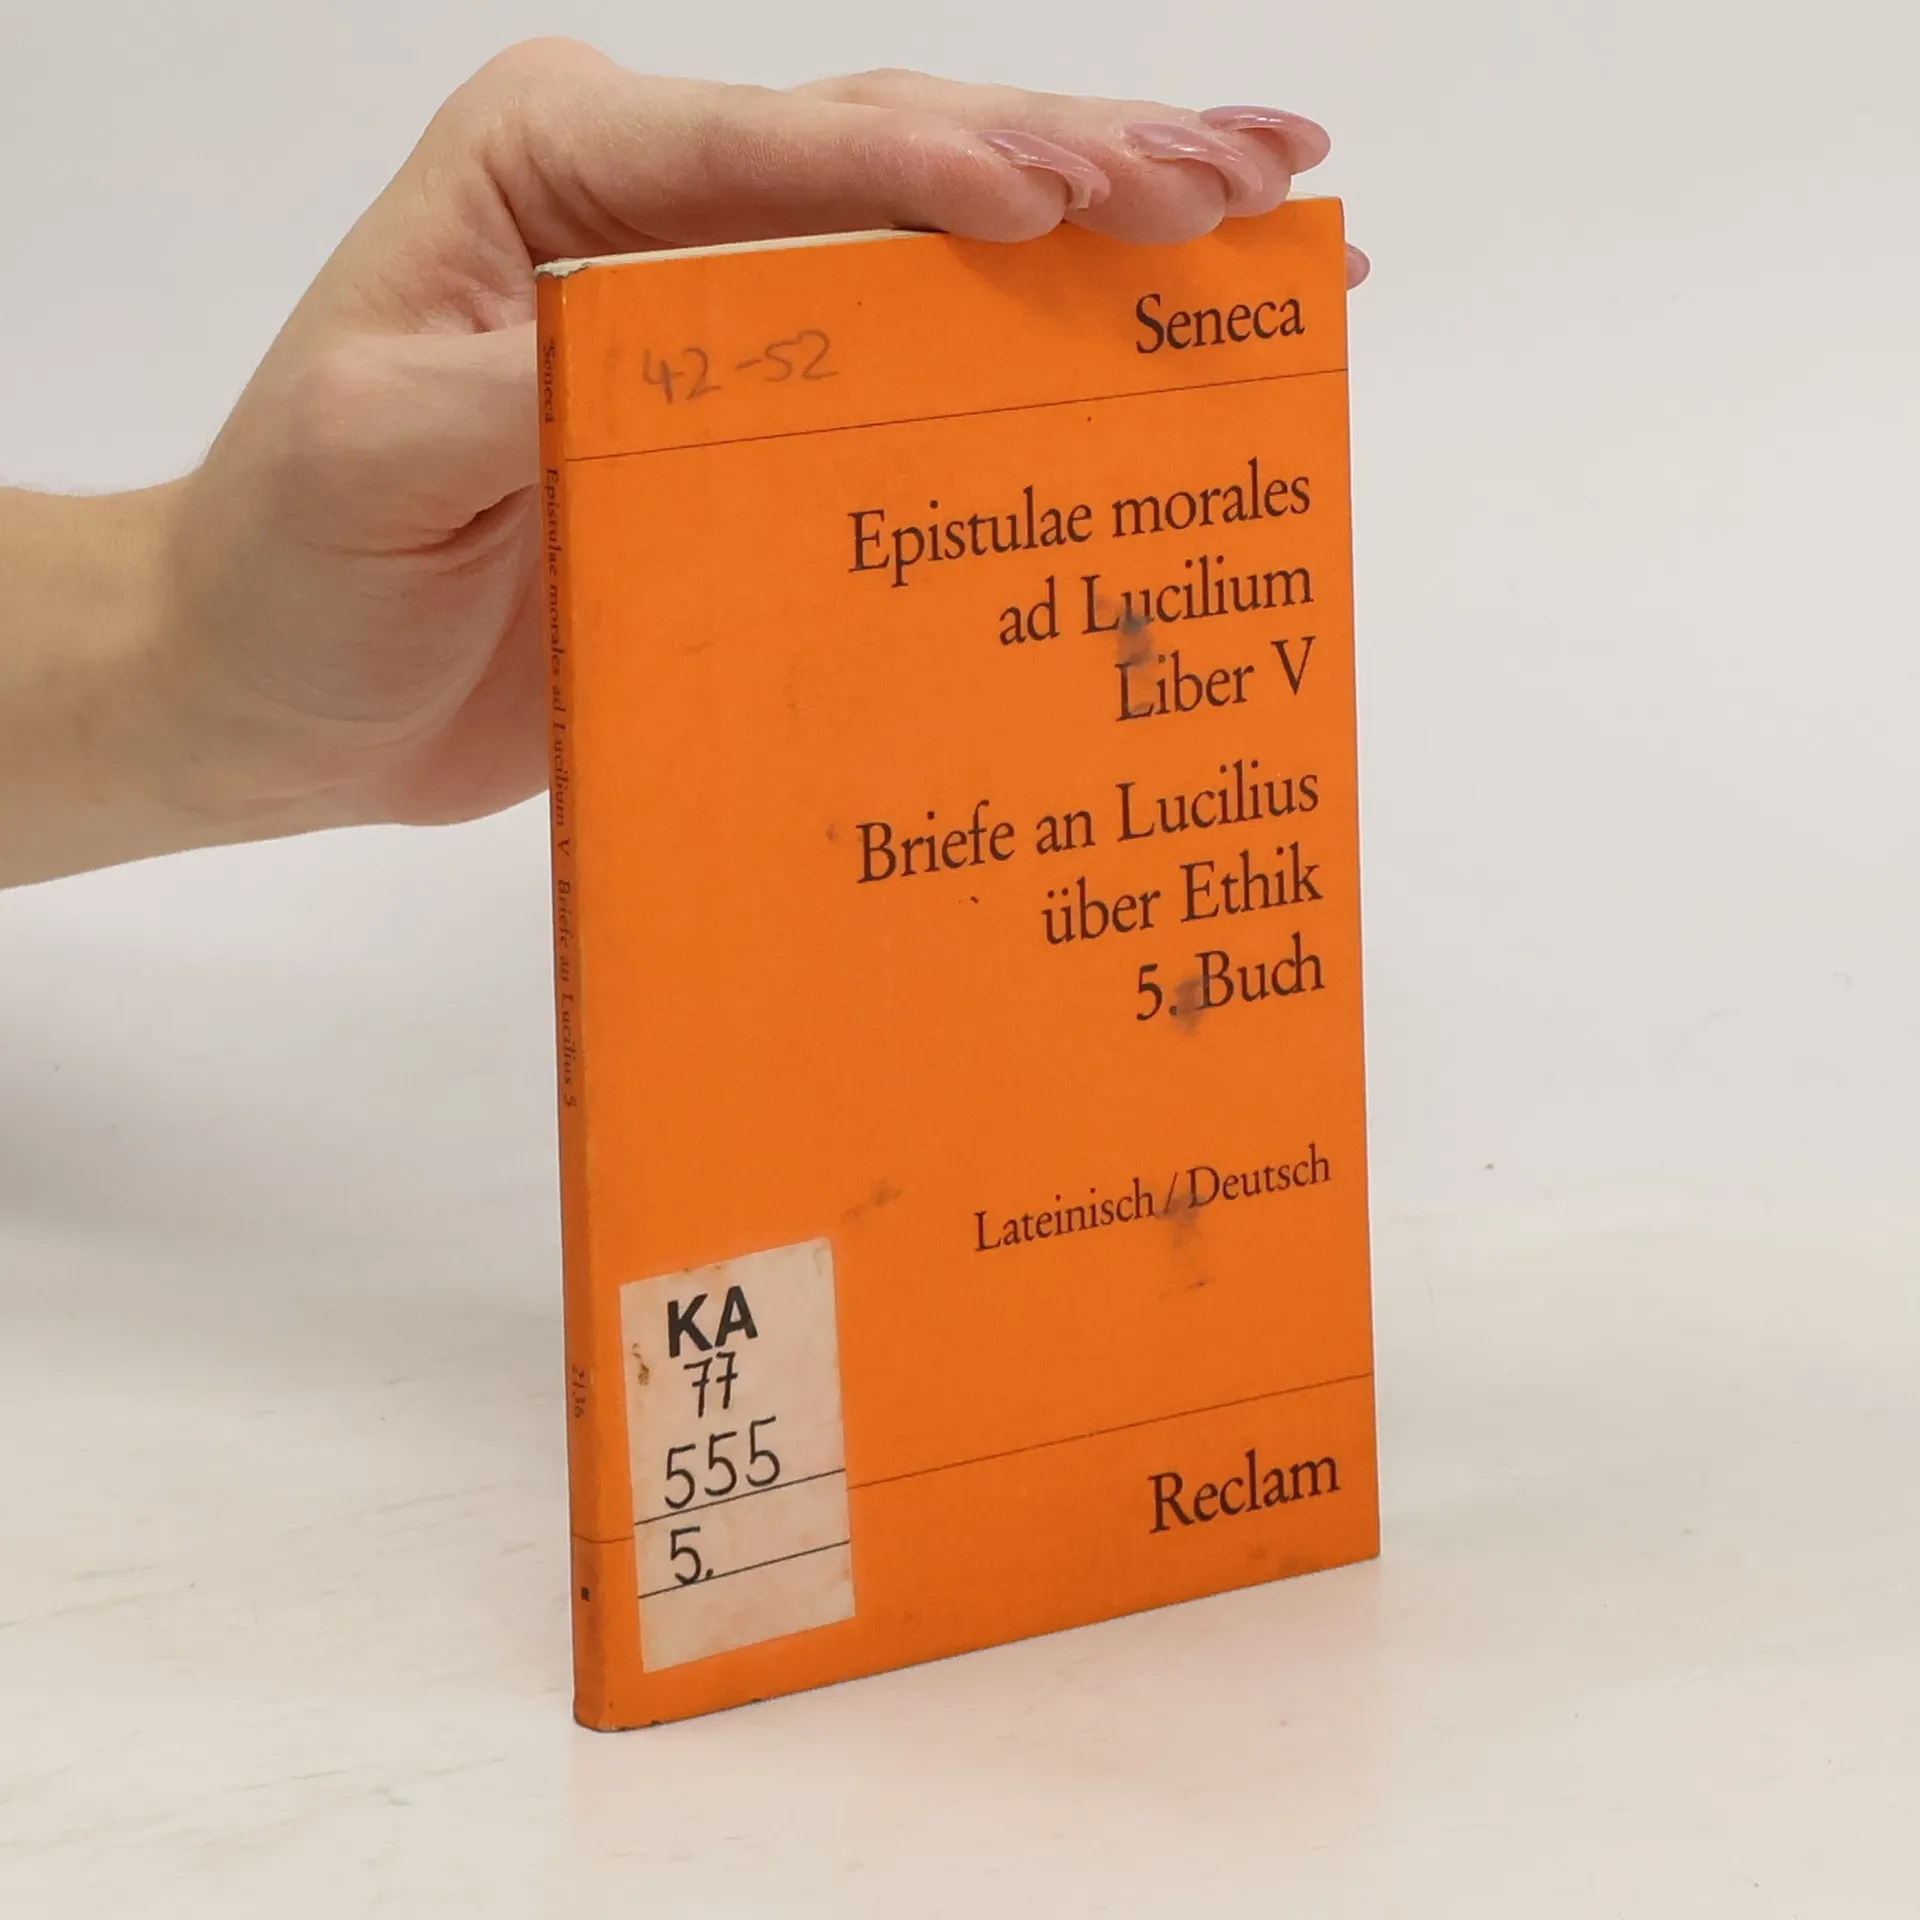 Seneca
42-52
Epistulae morales
ad Lucilium
Liber V
Briefe an Lucilius
über Ethik
5. Buch
Lateinisch/Deutsch
KA
77
555
5.
Reclam
Seneca Epistulae morales ad Lucilium V Briefe an Lucilius 5
2136